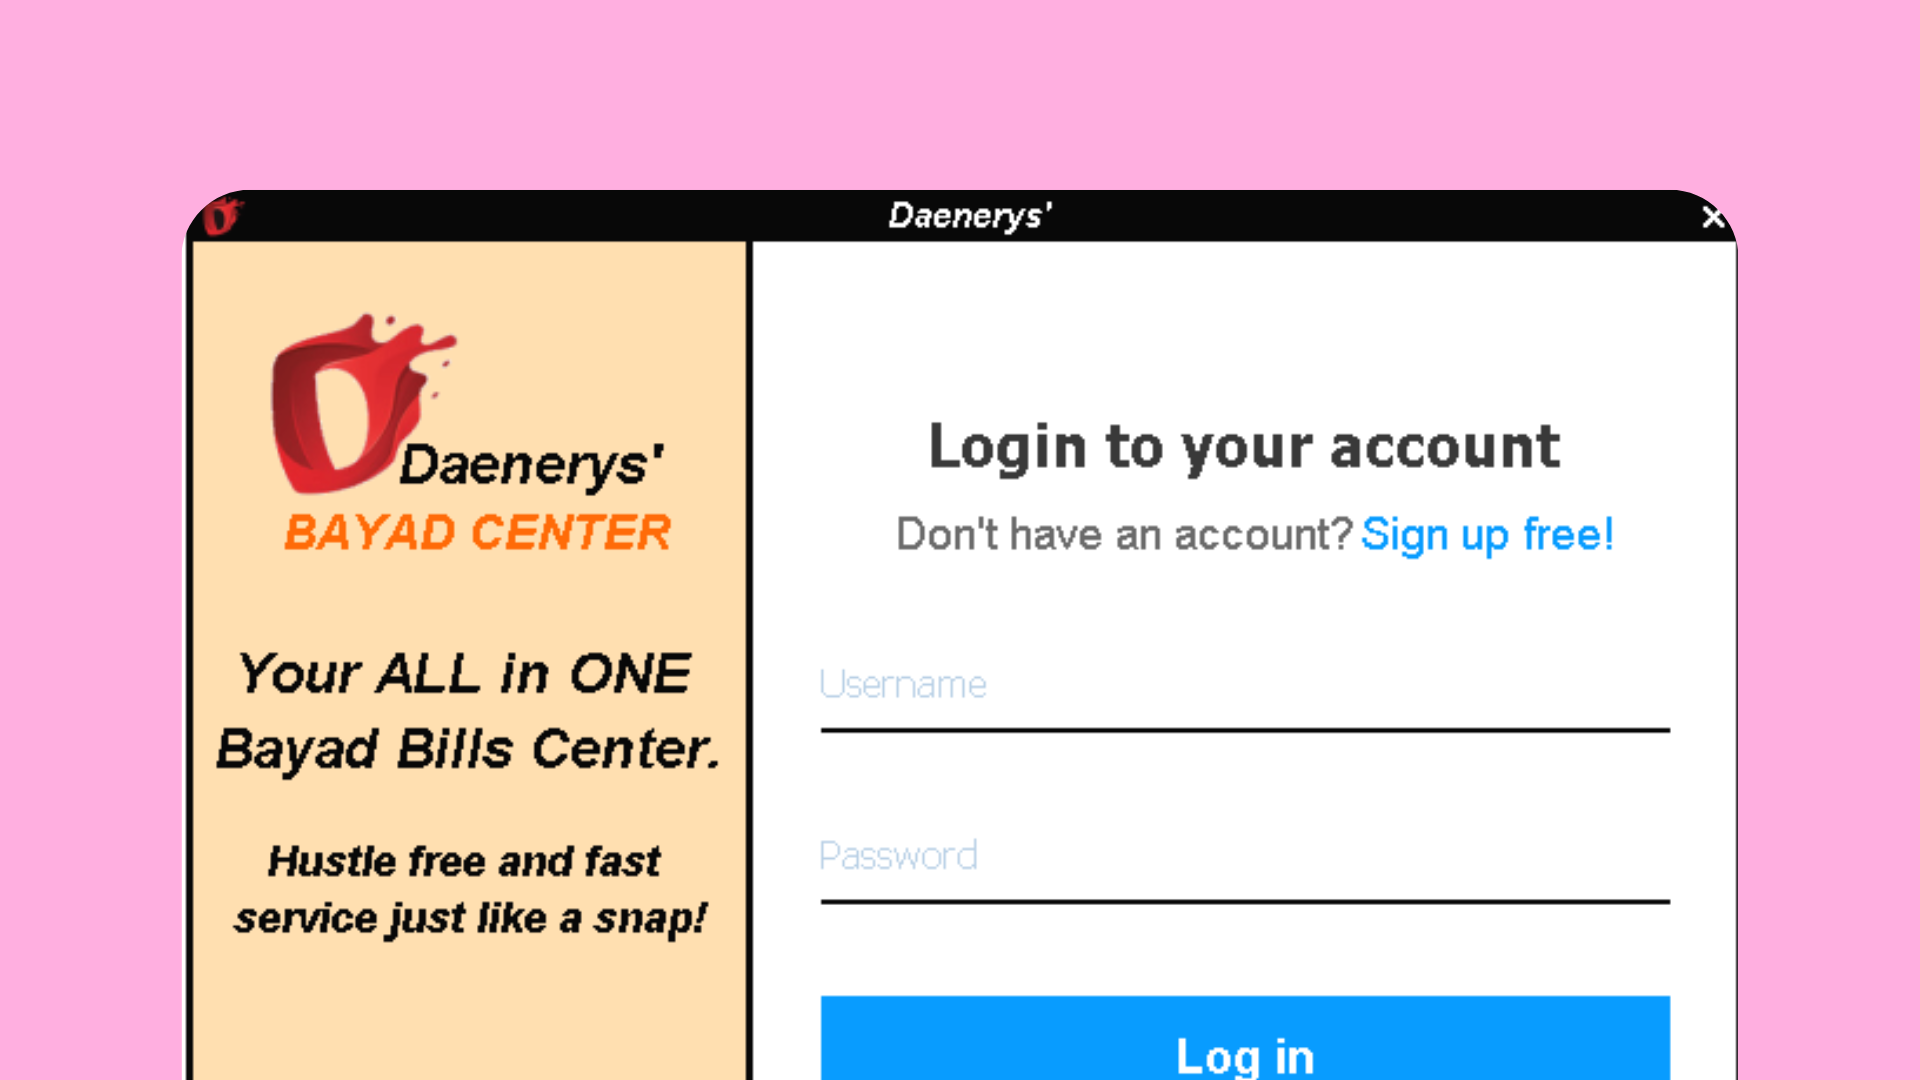 Daenerys'
Daenerys'
BAYAD CENTER
Your ALL in ONE
Bayad Bills Center.
Hustle free and fast
service just like a snap!
Login to your account
Don't have an account? Sign up free!
Username
Password
Log in